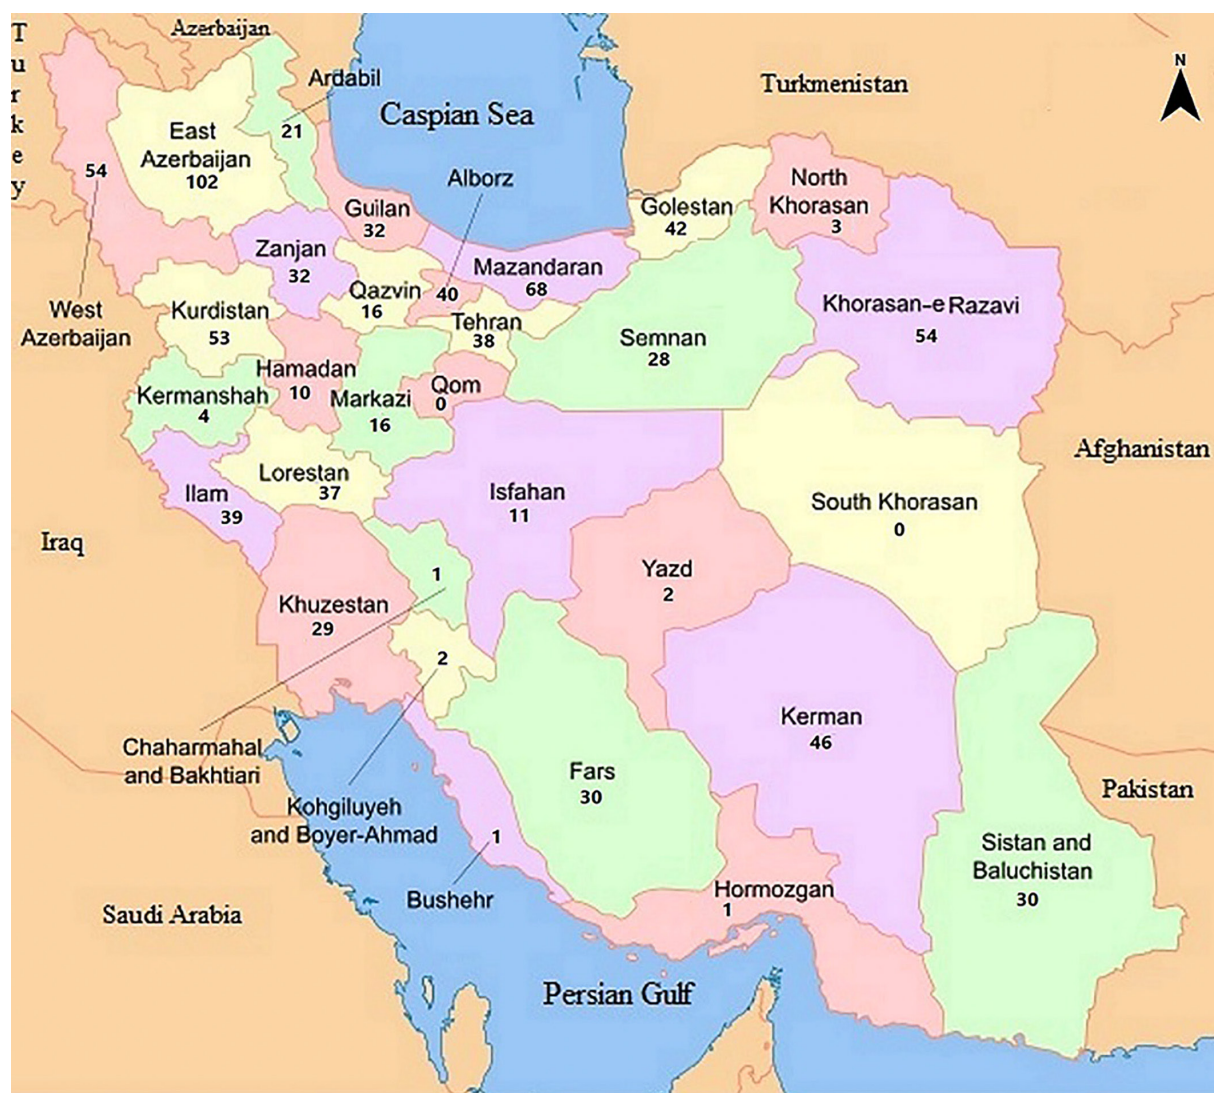 Turkey
Azerbaijan
N
Ardabil
Turkmenistan
Caspian Sea
21
East
Azerbaijan
102
54
Alborz
North
Khorasan
3
Guilan
32
Golestan
42
Zanjan
32
Mazandaran
68
Qazvin
16
40
West
Azerbaijan
Kurdistan
53
Tehran
38
Semnan
28
Khorasan-e Razavi
54
Hamadan
10
Kermanshah
4
Markazi
16
Qom
0
Afghanistan
Lorestan
37
Ilam
39
Isfahan
11
South Khorasan
0
Iraq
1
Yazd
2
Khuzestan
29
2
Kerman
46
Chaharmahal
and Bakhtiari
Fars
30
Pakistan
Kohgiluyeh
and Boyer-Ahmad
1
Sistan and
Baluchistan
30
Bushehr
Hormozgan
1
Saudi Arabia
Persian Gulf